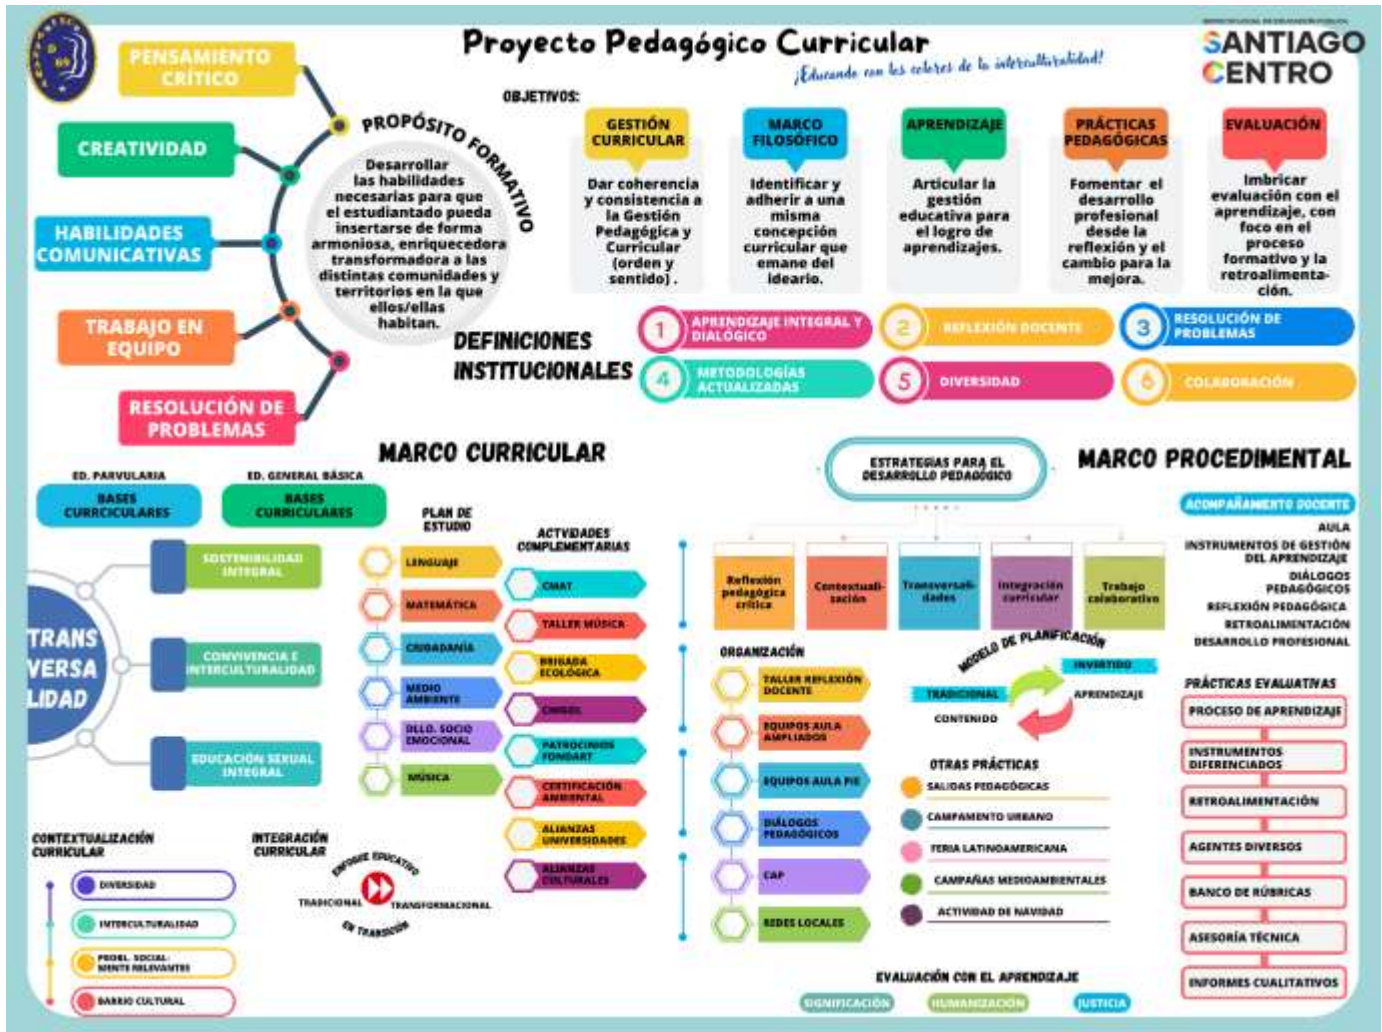 Proyecto Pedagógico Curricular
¡Educando con los colores de la interculturalidad!
SANTIAGO
CENTRO
PENSAMIENTO
CRÍTICO
CREATIVIDAD
HABILIDADES
COMUNICATIVAS
TRABAJO EN
EQUIPO
RESOLUCIÓN DE
PROBLEMAS
PROPÓSITO FORMATIVO
Desarrollar
las habilidades
necesarias para que
el estudiantado pueda
insertarse de forma
armoniosa, enriquecedora
transformadora a las
distintas comunidades y
territorios en la que
ellos/ellas
habitan.
OBJETIVOS:
GESTIÓN
CURRICULAR
Dar coherencia
y consistencia a
la Gestión
Pedagógica y
Curricular
(orden y
sentido) .
MARCO
FILOSÓFICO
Identificar y
adherir a una
misma
concepción
curricular que
emane del
ideario.
APRENDIZAJE
Articular la
gestión
educativa para
el logro de
aprendizajes.
PRÁCTICAS
PEDAGÓGICAS
Fomentar el
desarrollo
profesional
desde la
reflexión y el
cambio para la
mejora.
EVALUACIÓN
Imbricar
evaluación con el
aprendizaje, con
foco en el
proceso
formativo y la
retroalimenta-
ción.
DEFINICIONES
INSTITUCIONALES
1 APRENDIZAJE INTEGRAL Y
DIALÓGICO
2 REFLEXIÓN DOCENTE
3 RESOLUCIÓN DE
PROBLEMAS
4 METODOLOGÍAS
ACTUALIZADAS
5 DIVERSIDAD
6 COLABORACIÓN
MARCO CURRICULAR
ED. PARVULARIA
BASES
CURRCICULARES
ED. GENERAL BÁSICA
BASES
CURRICULARES
TRANS
VERSA
LIDAD
SOSTENIBILIDAD
INTEGRAL
CONVIVENCIA E
INTERCULTURALIDAD
EDUCACIÓN SEXUAL
INTEGRAL
PLAN DE
ESTUDIO
LENGUAJE
MATEMÁTICA
CIUDADANÍA
MEDIO
AMBIENTE
DLLO. SOCIO
EMOCIONAL
MÚSICA
ACTVIDADES
COMPLEMENTARIAS
CMAT
TALLER MÚSICA
BRIGADA
ECOLÓGICA
PATROCINIOS
FONDART
CERTIFICACIÓN
AMBIENTAL
ALIANZAS
UNIVERSIDADES
ALIANZAS
CULTURALES
CONTEXTUALIZACIÓN
CURRICULAR
DIVERSIDAD
INTERCULTURALIDAD
PROBL. SOCIAL-
MENTE RELEVANTES
BARRIO CULTURAL
INTEGRACIÓN
CURRICULAR
ENFOQUE EDUCATIVO
TRADICIONAL
TRANSFORMACIONAL
EN TRANSICIÓN
MARCO PROCEDIMENTAL
ESTRATEGIAS PARA EL
DESARROLLO PEDAGÓGICO
Reflexión
pedagógica
crítica
Contextuali-
zación
Transversali-
dades
Integración
curricular
Trabajo
colaborativo
ORGANIZACIÓN
TALLER REFLEXIÓN
DOCENTE
EQUIPOS AULA
AMPLIADOS
EQUIPOS AULA PIE
DIÁLOGOS
PEDAGÓGICOS
CAP
REDES LOCALES
MODELO DE PLANIFICACIÓN
INVERTIDO
TRADICIONAL
APRENDIZAJE
CONTENIDO
OTRAS PRÁCTICAS
SALIDAS PEDAGÓGICAS
CAMPAMENTO URBANO
FERIA LATINOAMERICANA
CAMPAÑAS MEDIOAMBIENTALES
ACTIVIDAD DE NAVIDAD
EVALUACIÓN CON EL APRENDIZAJE
SIGNIFICACIÓN
HUMANIZACIÓN
JUSTICIA
ACOMPAÑAMIENTO DOCENTE
AULA
INSTRUMENTOS DE GESTIÓN
DEL APRENDIZAJE
DIÁLOGOS
PEDAGÓGICOS
REFLEXIÓN PEDAGÓGICA
RETROALIMENTACIÓN
DESARROLLO PROFESIONAL
PRÁCTICAS EVALUATIVAS
PROCESO DE APRENDIZAJE
INSTRUMENTOS
DIFERENCIADOS
RETROALIMENTACIÓN
AGENTES DIVERSOS
BANCO DE RÚBRICAS
ASESORÍA TÉCNICA
INFORMES CUALITATIVOS